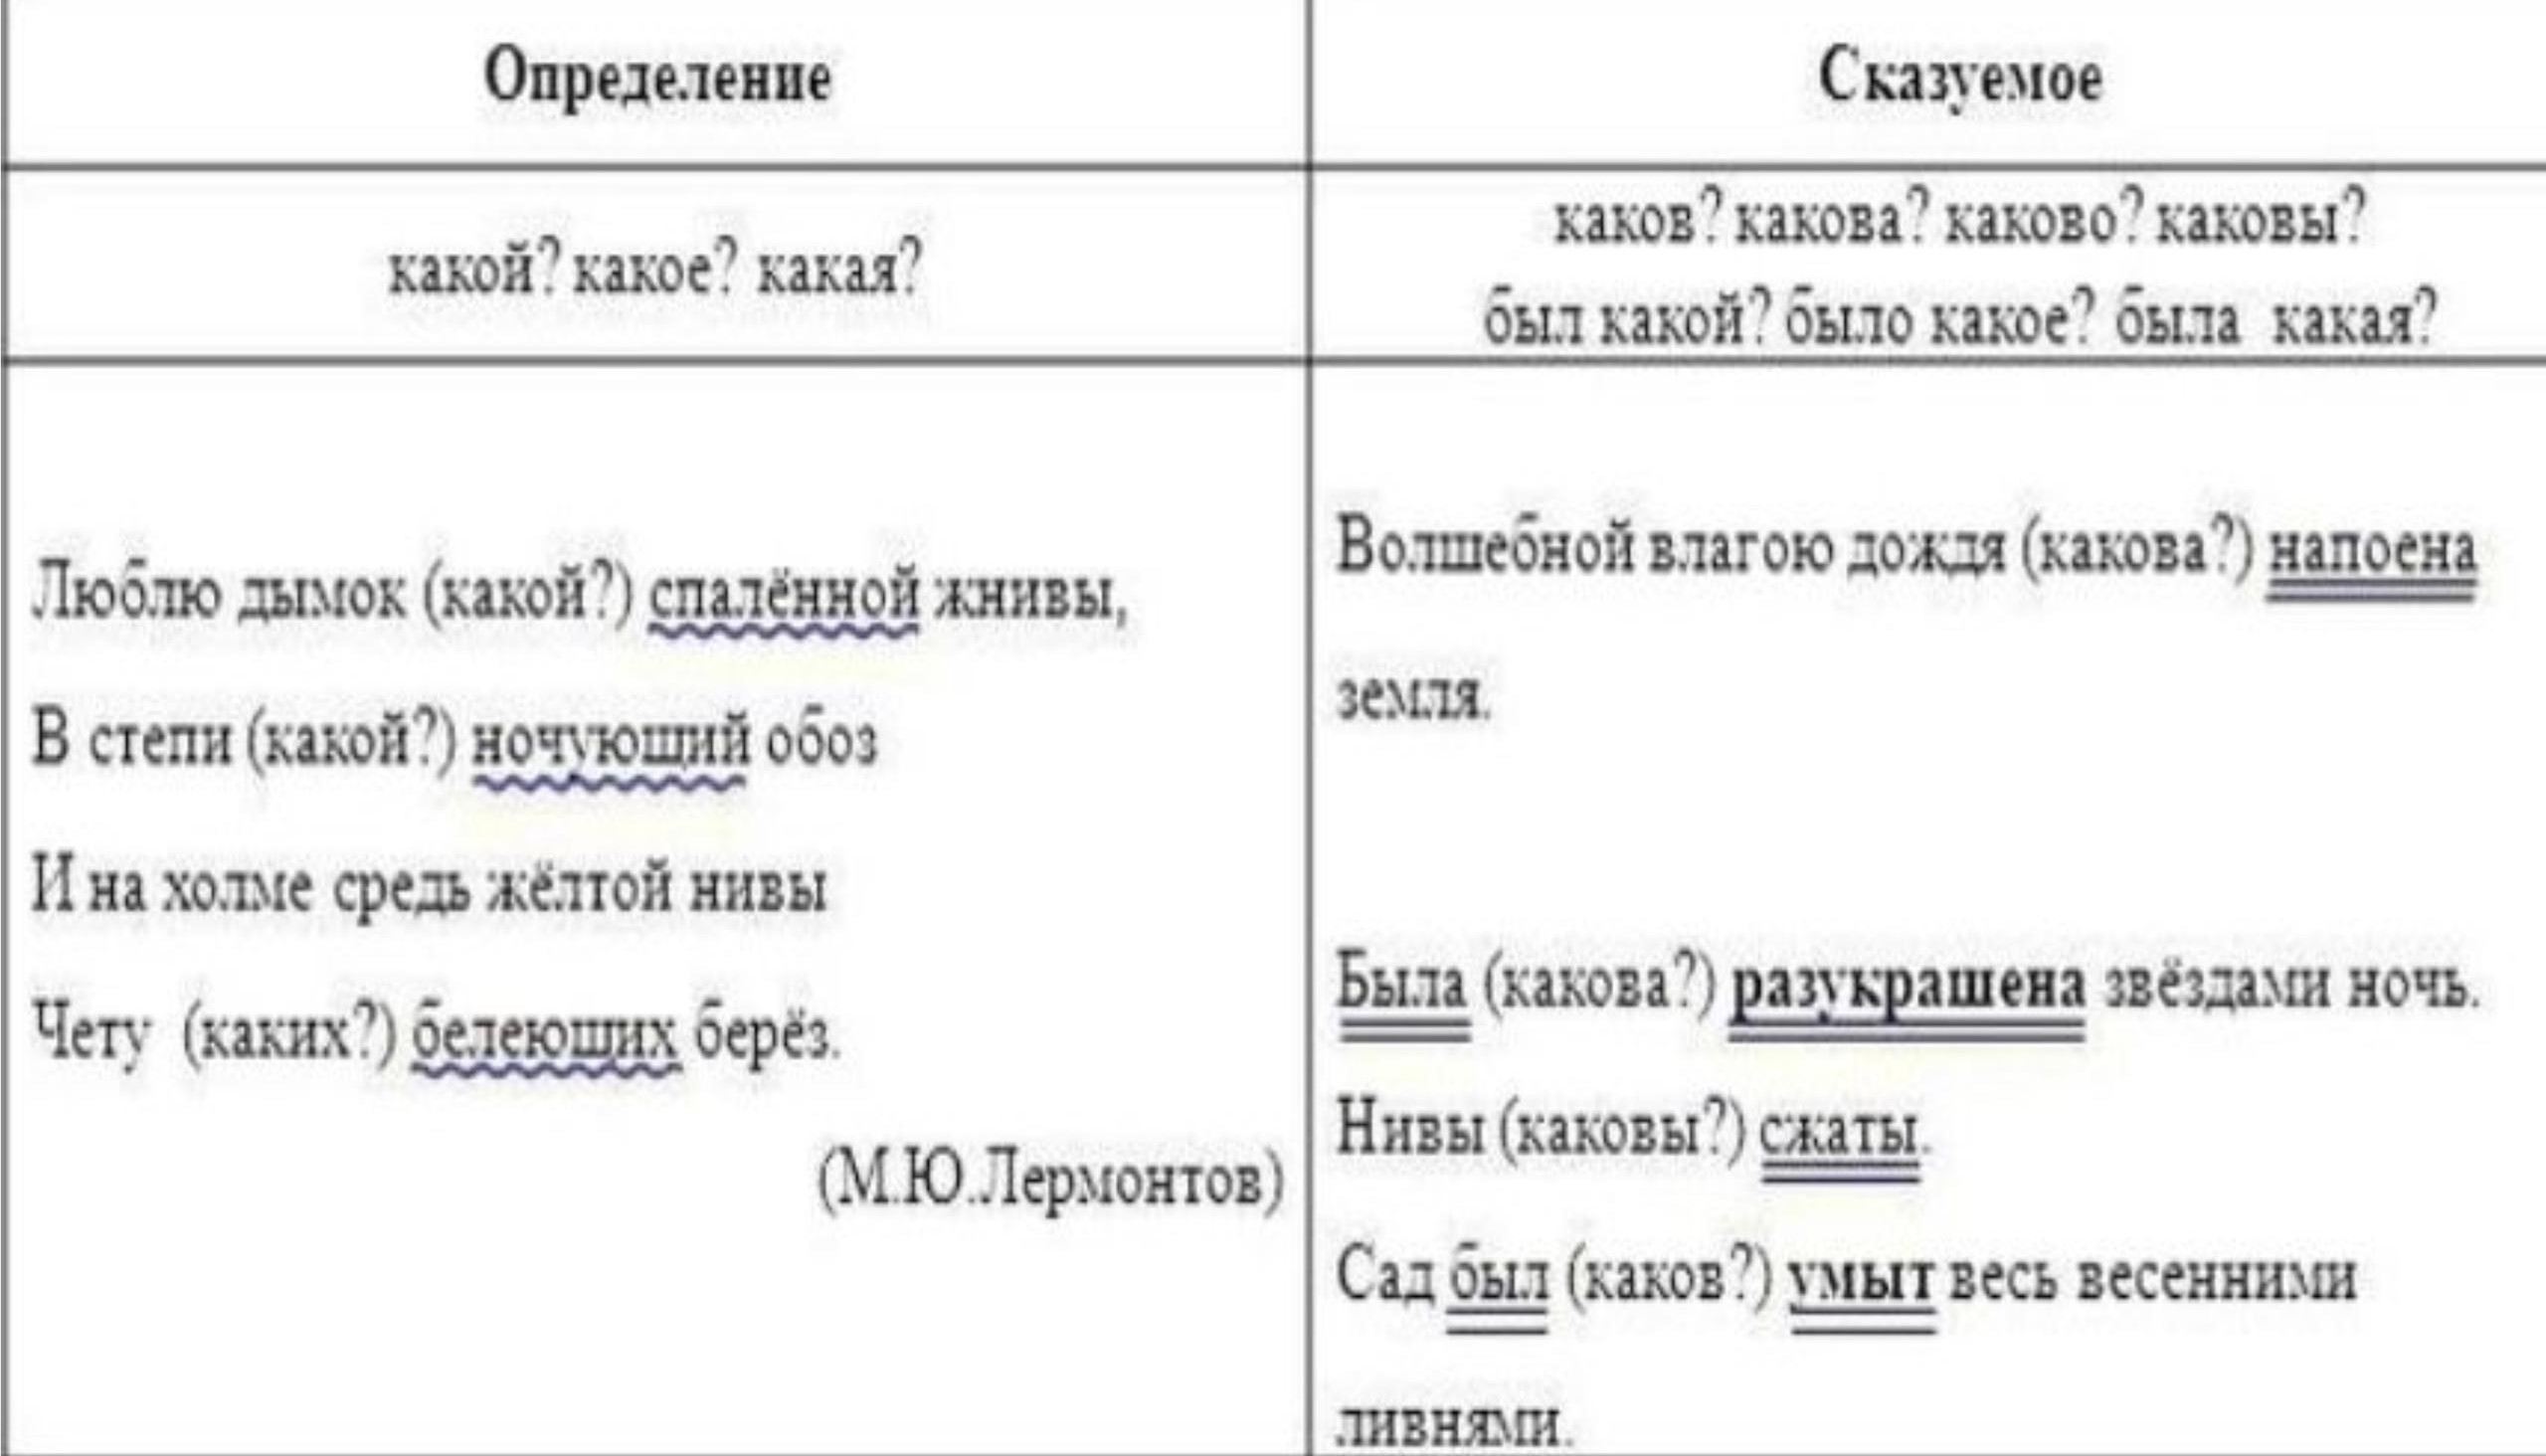 Определение
Сказуемое
какой? какое? какая?
каков? какова? каково? каковы?
был какой? было какое? была какая?
Люблю дымок (какой?) спалённой жнивы,
В степи (какой?) ночующий обоз
И на холме средь жёлтой нивы
Чету (каких?) белеющих берёз.
(М.Ю.Лермонтов)
Волшебной влагою дождя (какова?) напоена
земля.
Была (какова?) разукрашена звёздами ночь.
Нивы (каковы?) сжаты.
Сад был (каков?) умыт весь весенними
ливнями.